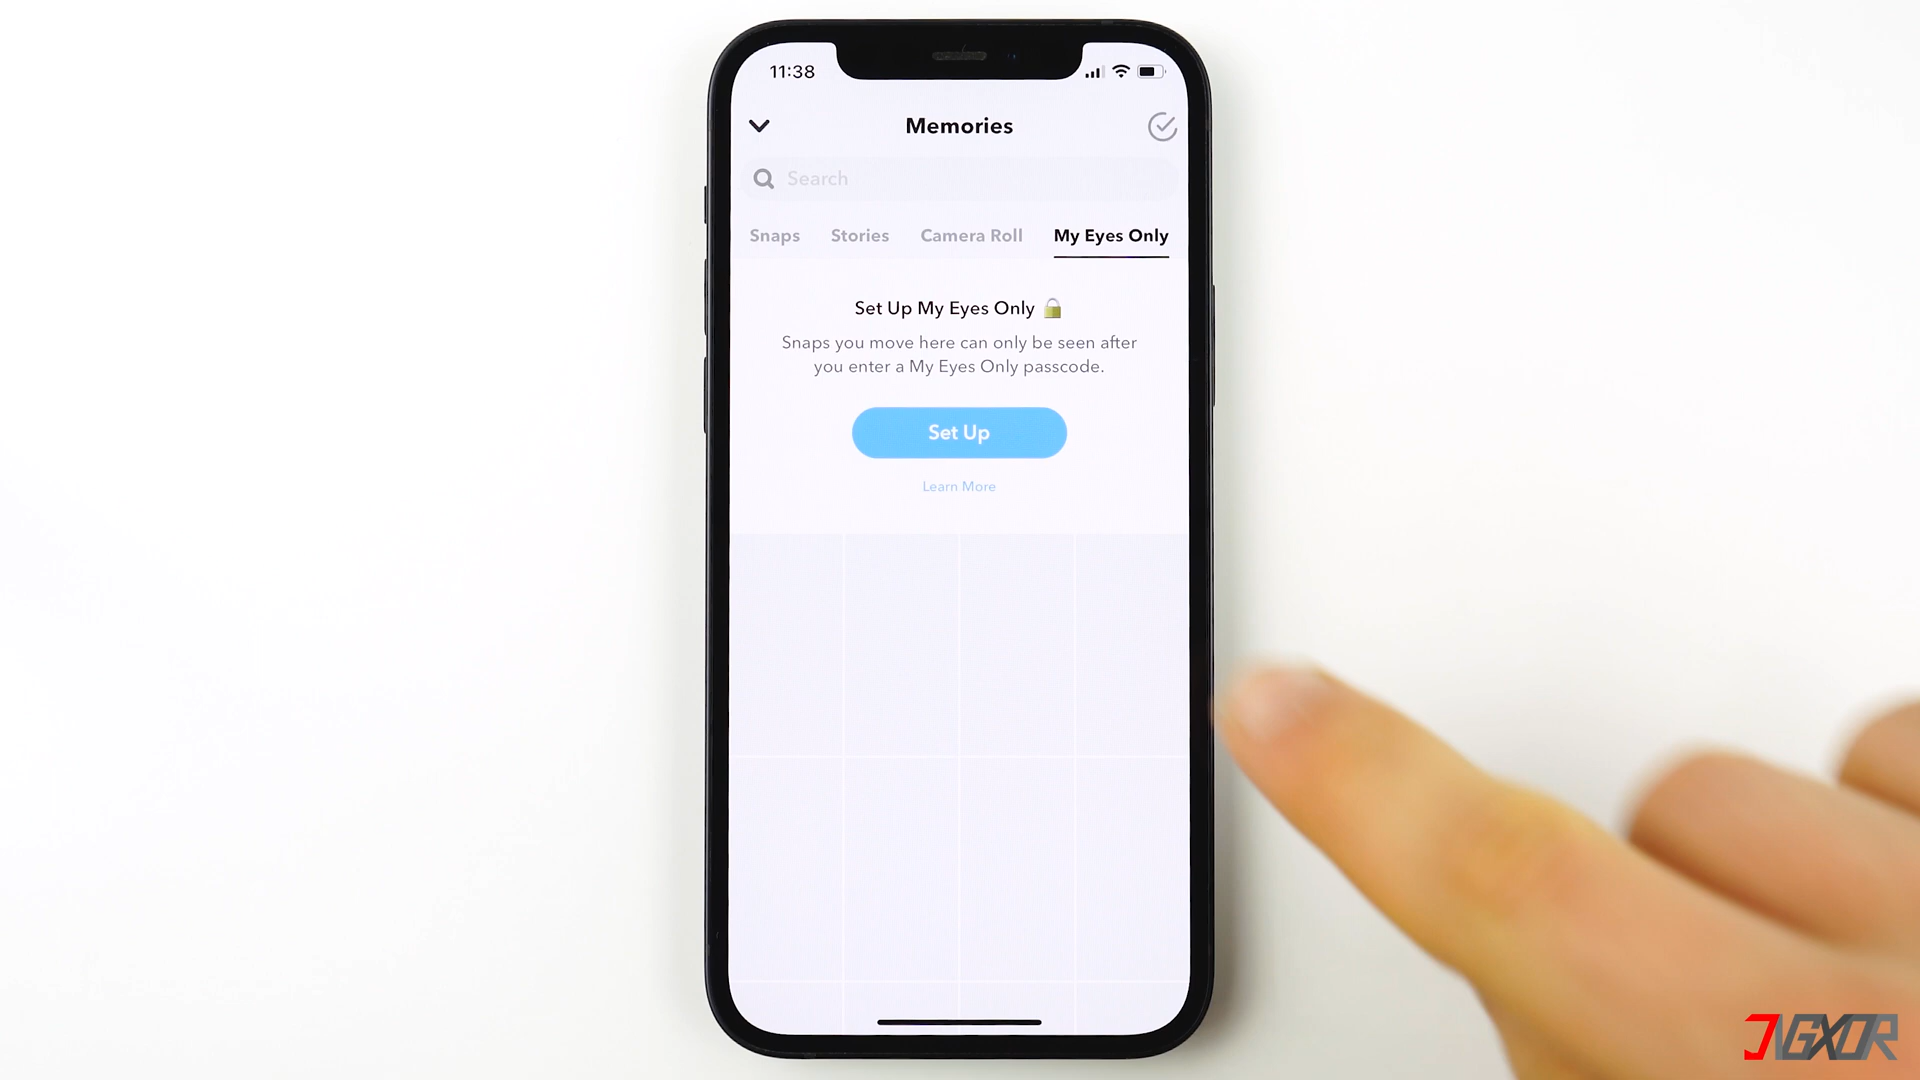 11:38
Memories
Search
Snaps Stories Camera Roll My Eyes Only
Set Up My Eyes Only
Snaps you move here can only be seen after
you enter a My Eyes Only passcode.
Set Up
Learn More
JIGXOR